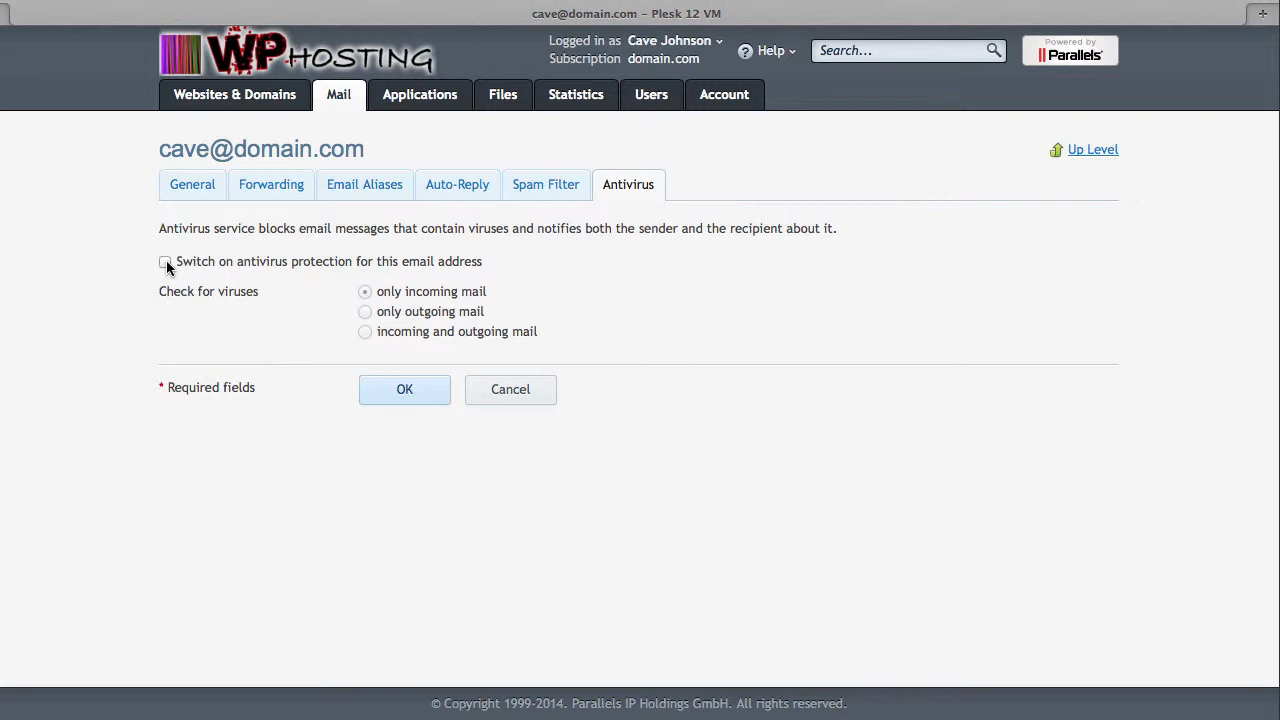 cave@domain.com – Plesk 12 VM
WP HOSTING
Logged in as Cave Johnson
Subscription domain.com
? Help
Search...
Powered by
Parallels
Websites & Domains Mail Applications Files Statistics Users Account
cave@domain.com
Up Level
General Forwarding Email Aliases Auto-Reply Spam Filter Antivirus
Antivirus service blocks email messages that contain viruses and notifies both the sender and the recipient about it.
Switch on antivirus protection for this email address
Check for viruses
only incoming mail
only outgoing mail
incoming and outgoing mail
* Required fields
OK Cancel
© Copyright 1999-2014. Parallels IP Holdings GmbH. All rights reserved.